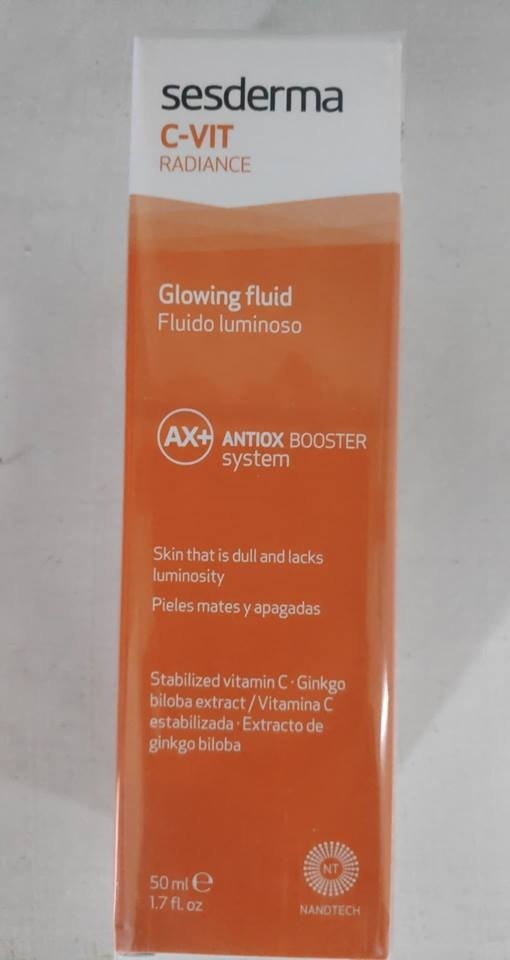 sesderma
C-VIT
RADIANCE
Glowing fluid
Fluido luminoso
AX+ ANTIOX BOOSTER
system
Skin that is dull and lacks
luminosity
Pieles mates y apagadas
Stabilized vitamin C · Ginkgo
biloba extract / Vitamina C
estabilizada · Extracto de
ginkgo biloba
50 ml ℮
1.7 fl. oz
NT
NANOTECH